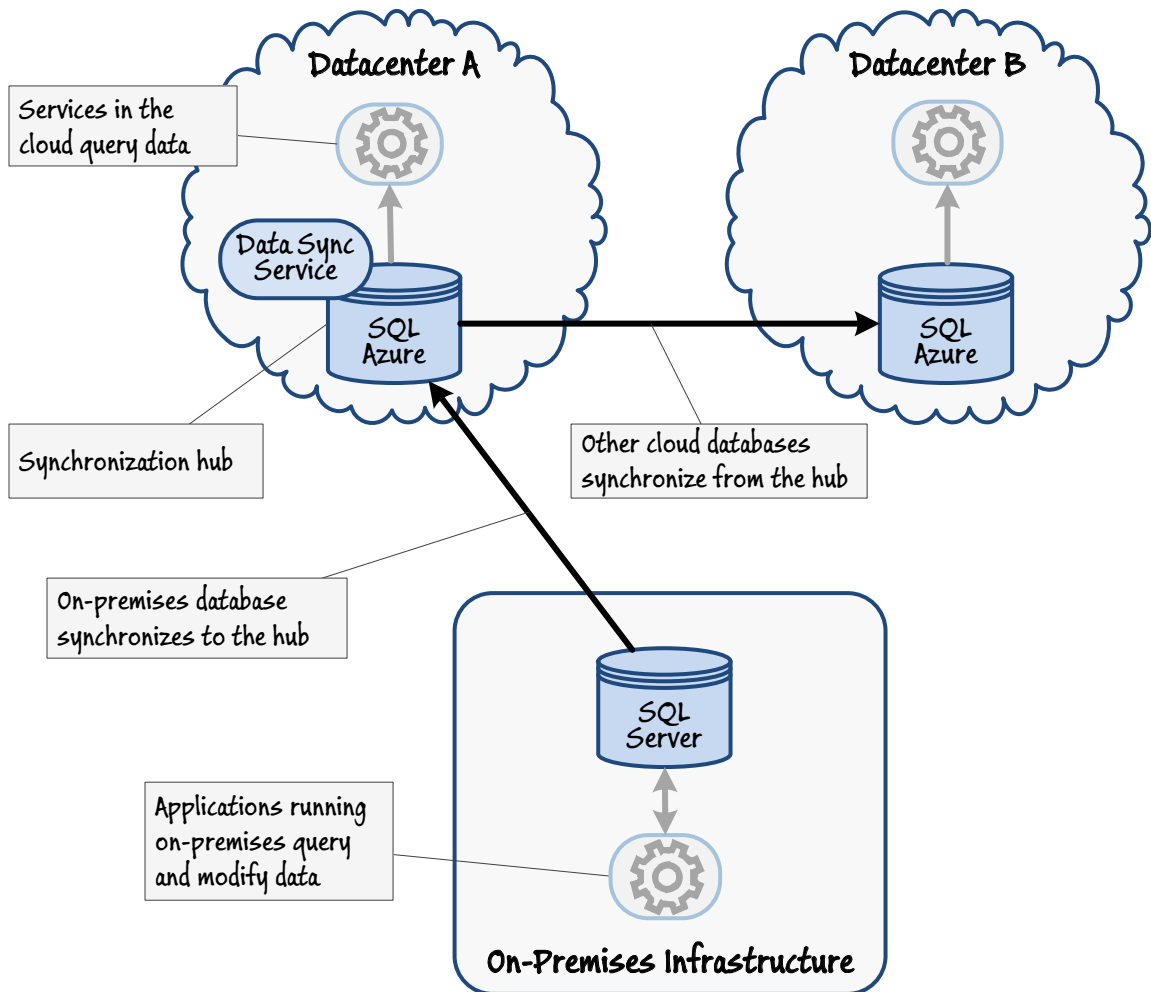 Datacenter A
Datacenter B
Services in the
cloud query data
Data Sync
Service
SQL
Azure
SQL
Azure
Synchronization hub
Other cloud databases
synchronize from the hub
On-premises database
synchronizes to the hub
SQL
Server
Applications running
on-premises query
and modify data
On-Premises Infrastructure